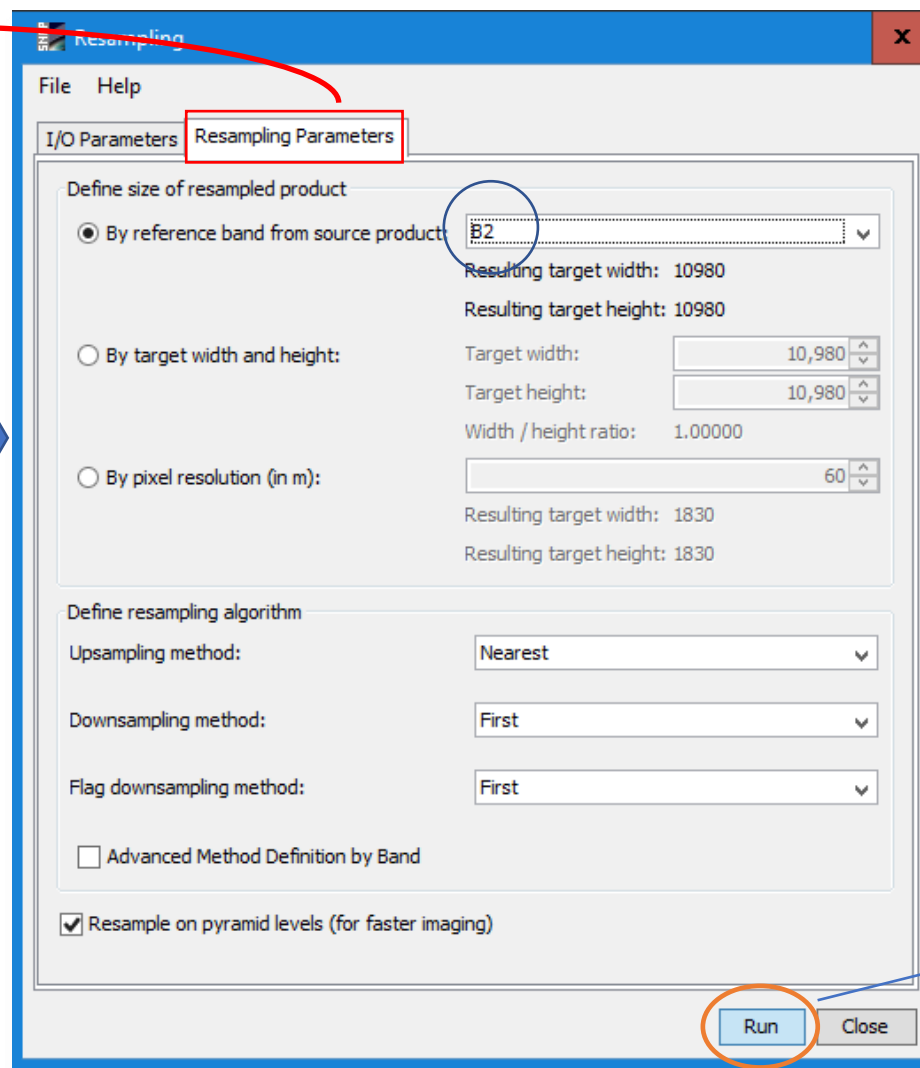 SNAP
Resampling
x
File Help
I/O Parameters Resampling Parameters
Define size of resampled product
By reference band from source product: B2
Resulting target width: 10980
Resulting target height: 10980
By target width and height: Target width: 10,980
Target height: 10,980
Width / height ratio: 1.00000
By pixel resolution (in m): 60
Resulting target width: 1830
Resulting target height: 1830
Define resampling algorithm
Upsampling method: Nearest
Downsampling method: First
Flag downsampling method: First
Advanced Method Definition by Band
Resample on pyramid levels (for faster imaging)
Run Close